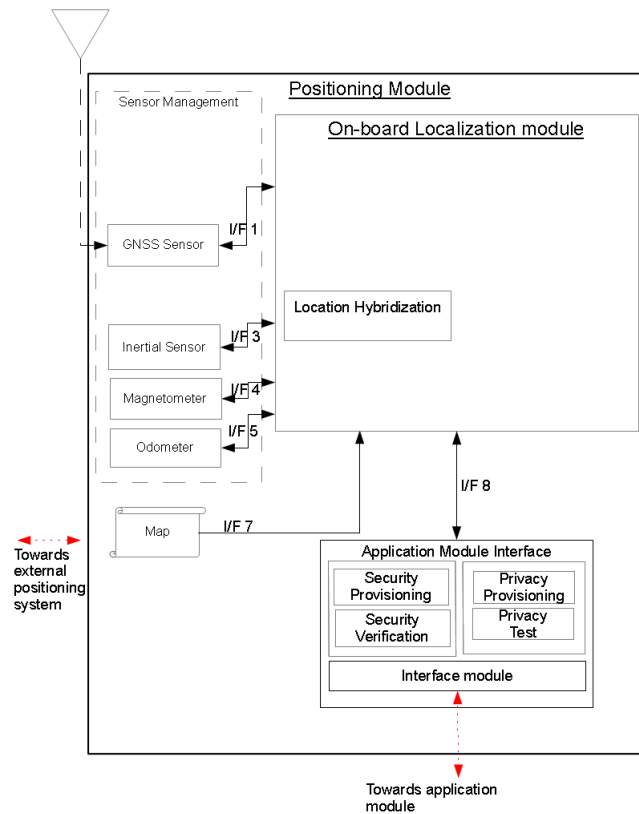 Positioning Module
Sensor Management
On-board Localization module
I/F 1
GNSS Sensor
Location Hybridization
I/F 3
Inertial Sensor
I/F 4
Magnetometer
I/F 5
Odometer
I/F 8
Map
I/F 7
Towards
external
positioning
system
Application Module Interface
Security
Provisioning
Privacy
Provisioning
Security
Verification
Privacy
Test
Interface module
Towards application
module